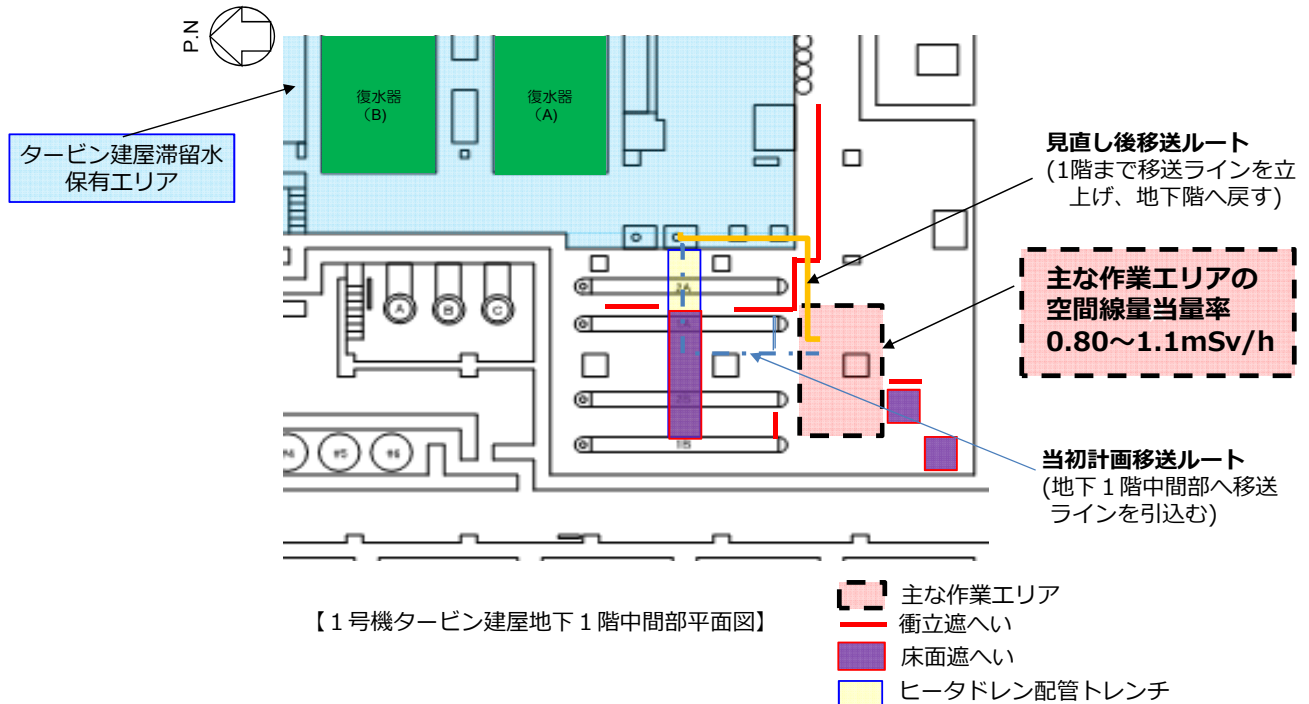 P.N
復水器
（B)
復水器
（A）
タービン建屋滞留水
保有エリア
見直し後移送ルート
(1階まで移送ラインを立
上げ、地下階へ戻す)
主な作業エリアの
空間線量当量率
0.80～1.1mSv/h
2A
1A
A
B
C
2B
1B
#4
#5
#6
当初計画移送ルート
(地下１階中間部へ移送
ラインを引込む)
【１号機タービン建屋地下１階中間部平面図】
主な作業エリア
衝立遮へい
床面遮へい
ヒータドレン配管トレンチ